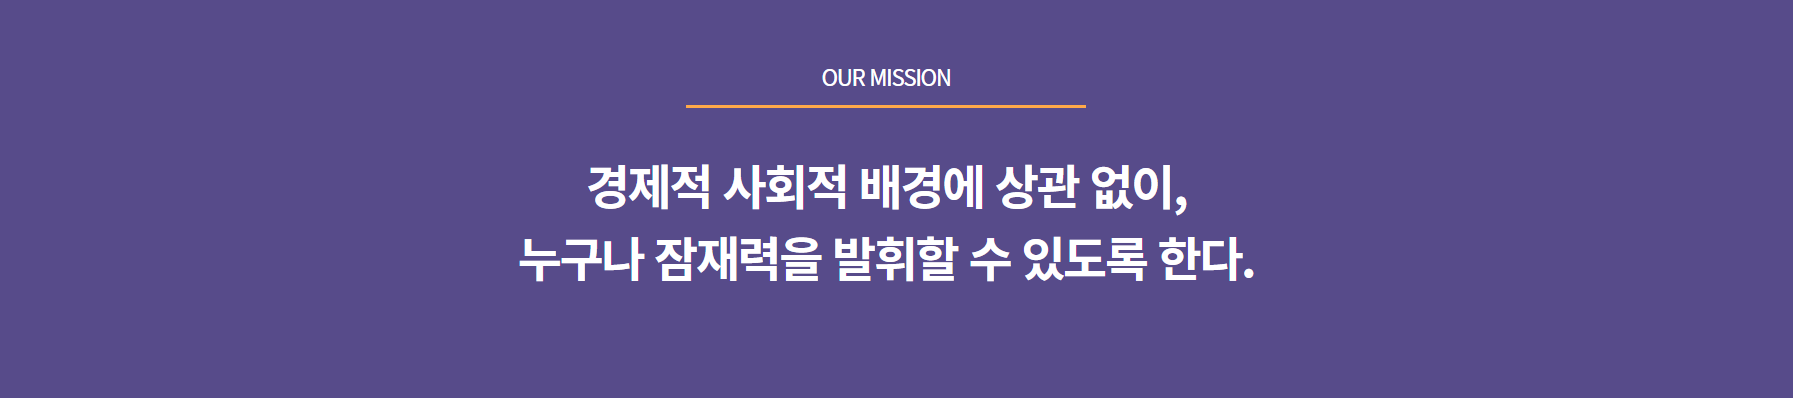 OUR MISSION
경제적 사회적 배경에 상관 없이,
누구나 잠재력을 발휘할 수 있도록 한다.